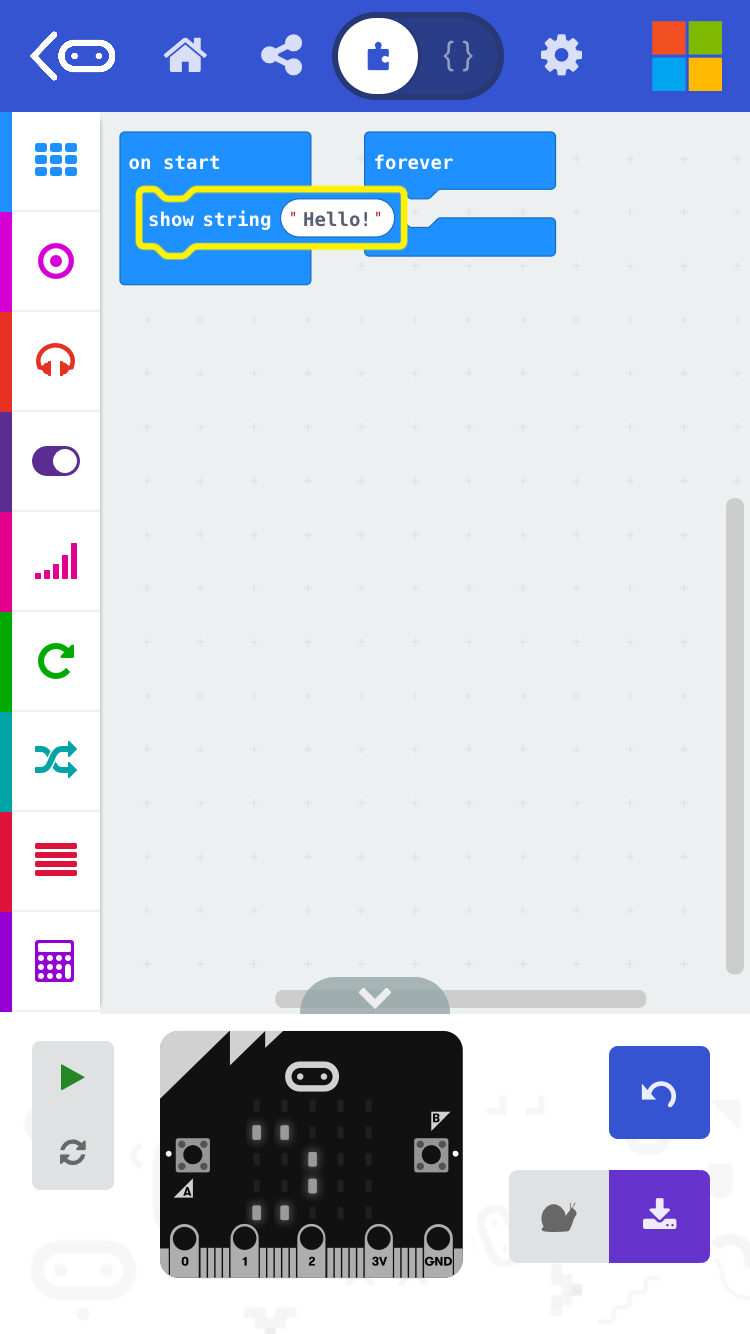 { }
on start
forever
show string "Hello!"
B
A
0 1 2 3V GND